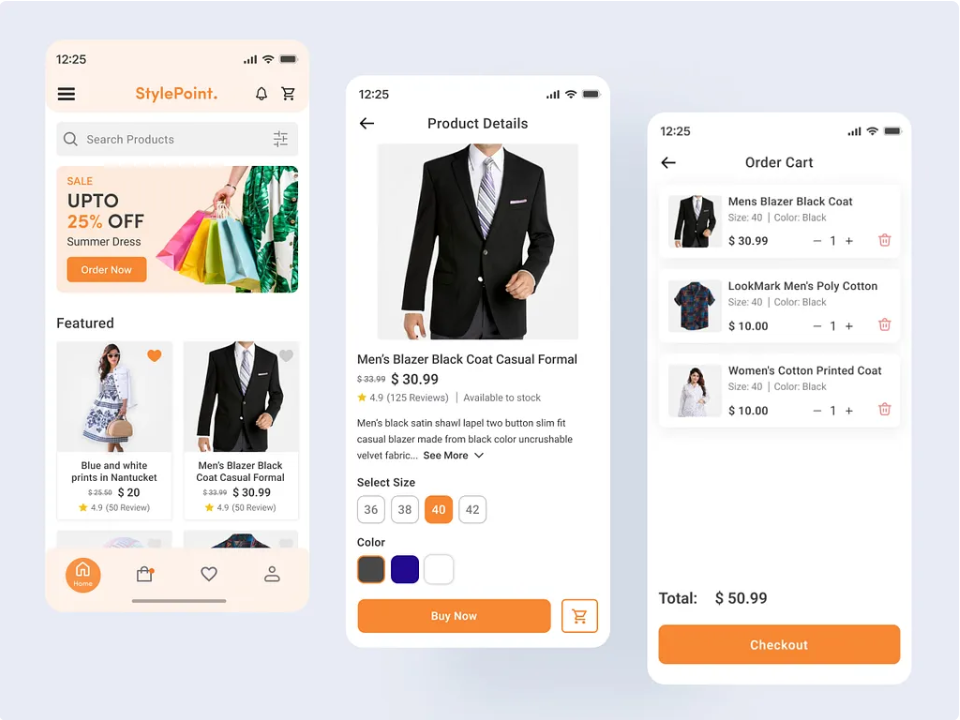 12:25
StylePoint.
Search Products
SALE
UPTO
25% OFF
Summer Dress
Order Now
Featured
Blue and white
prints in Nantucket
$ 25.50 $ 20
4.9 (50 Review)
Men's Blazer Black
Coat Casual Formal
$ 33.99 $ 30.99
4.9 (50 Review)
Home
12:25
Product Details
Men's Blazer Black Coat Casual Formal
$ 33.99 $ 30.99
4.9 (125 Reviews) | Available to stock
Men's black satin shawl lapel two button slim fit
casual blazer made from black color uncrushable
velvet fabric... See More
Select Size
36 38 40 42
Color
Buy Now
12:25
Order Cart
Mens Blazer Black Coat
Size: 40 | Color: Black
$ 30.99 – 1 +
LookMark Men's Poly Cotton
Size: 40 | Color: Black
$ 10.00 – 1 +
Women's Cotton Printed Coat
Size: 40 | Color: Black
$ 10.00 – 1 +
Total: $ 50.99
Checkout